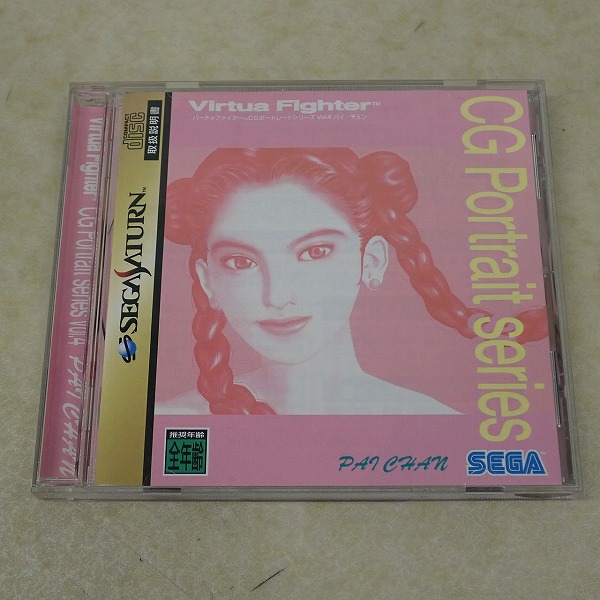 Virtua Fighter CG Portrait series Vol.4 PAI CHAN
COMPACT
disc
取扱説明書
SEGA SATURN™
Virtua Fighter™
バーチャファイター CGポートレートシリーズ Vol.4 パイ・チェン
CG Portrait series
推奨年齢
全年齢
PAI CHAN
SEGA